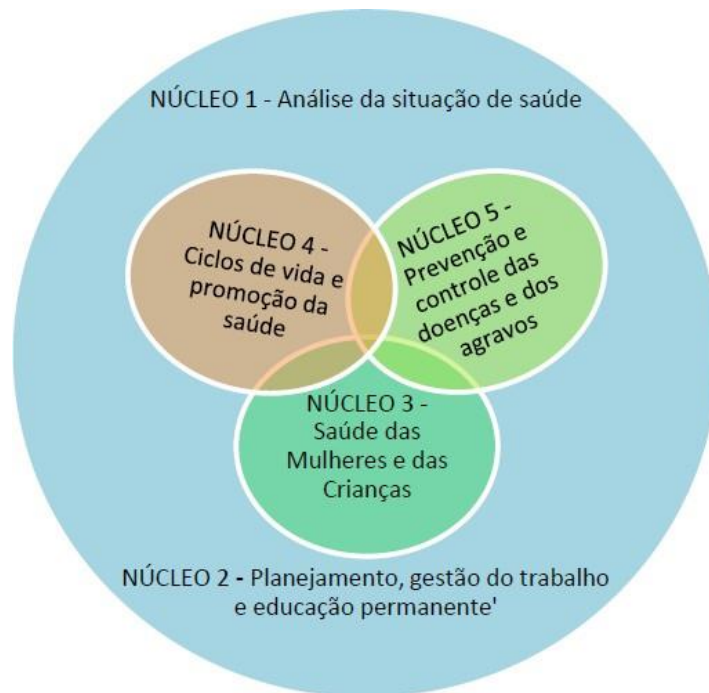 NÚCLEO 1 - Análise da situação de saúde
NÚCLEO 4 -
Ciclos de vida e
promoção da
saúde
NÚCLEO 5 -
Prevenção e
controle das
doenças e dos
agravos
NÚCLEO 3 -
Saúde das
Mulheres e das
Crianças
NÚCLEO 2 - Planejamento, gestão do trabalho
e educação permanente'